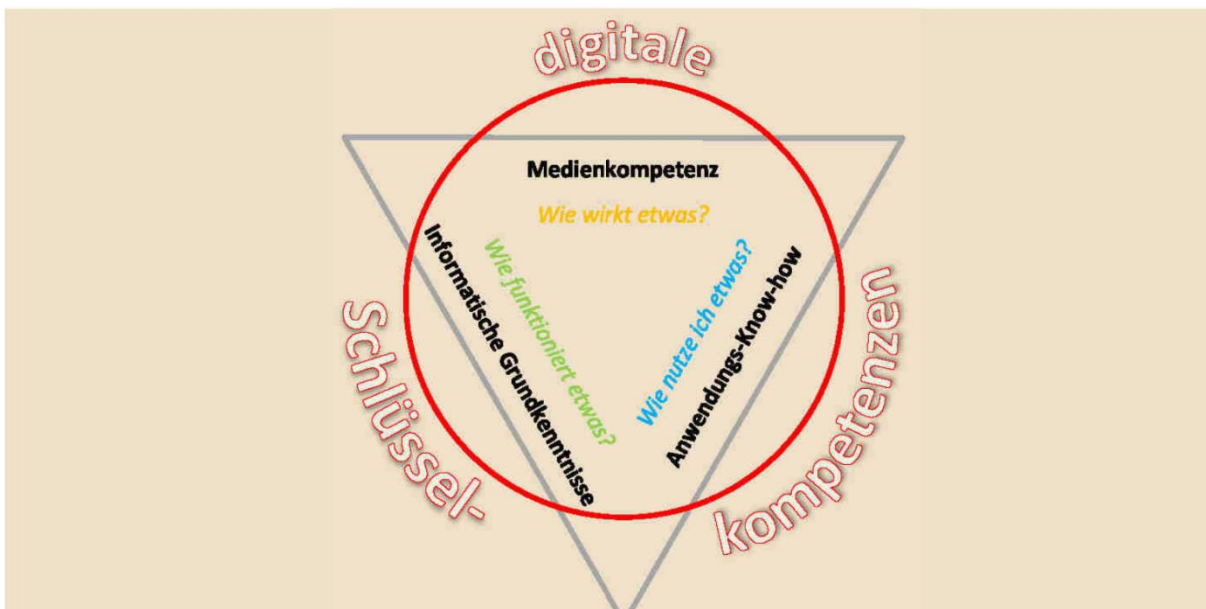 digitale
Schlüssel-
kompetenzen
Medienkompetenz
Wie wirkt etwas?
Informatische Grundkenntnisse
Wie funktioniert etwas?
Wie nutze ich etwas?
Anwendungs-Know-how